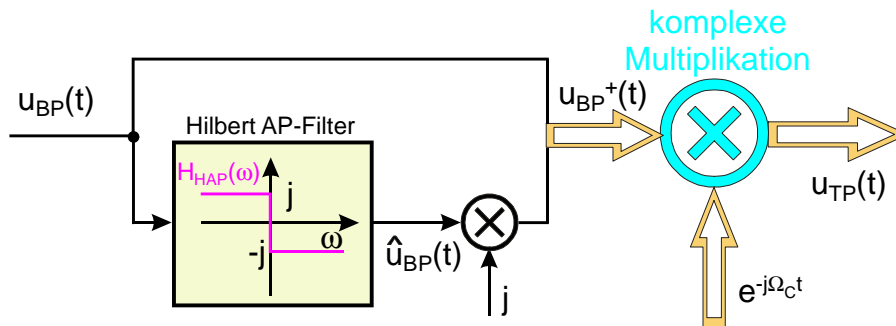 komplexe
Multiplikation
u_BP(t)
u_BP⁺(t)
Hilbert AP-Filter
H_HAP(ω)
j
-j
ω
û_BP(t)
j
u_TP(t)
e^-jΩ_C t